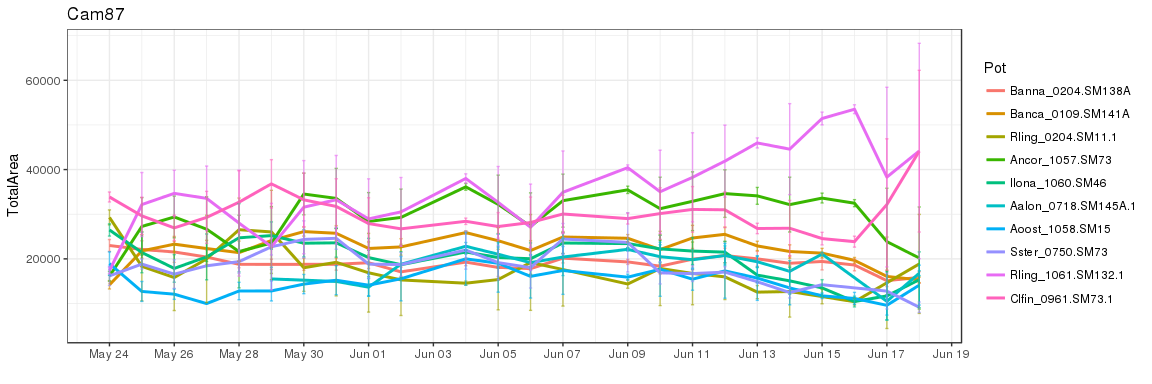 Cam87
TotalArea
60000
40000
20000
May 24
May 26
May 28
May 30
Jun 01
Jun 03
Jun 05
Jun 07
Jun 09
Jun 11
Jun 13
Jun 15
Jun 17
Jun 19
Pot
Banna_0204.SM138A
Banca_0109.SM141A
Rling_0204.SM11.1
Ancor_1057.SM73
Ilona_1060.SM46
Aalon_0718.SM145A.1
Aoost_1058.SM15
Sster_0750.SM73
Rling_1061.SM132.1
Clfin_0961.SM73.1